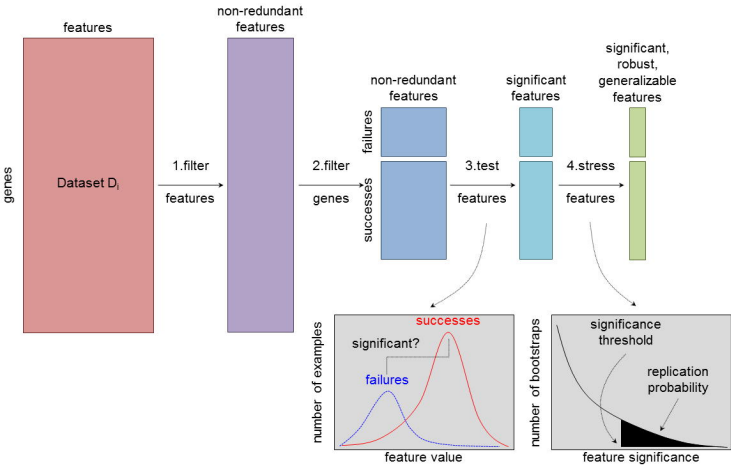 features
genes
Dataset Di
1.filter
features
non-redundant
features
2.filter
genes
non-redundant
features
failures
successes
3.test
features
significant
features
4.stress
features
significant,
robust,
generalizable
features
number of examples
successes
significant?
failures
feature value
number of bootstraps
significance
threshold
replication
probability
feature significance